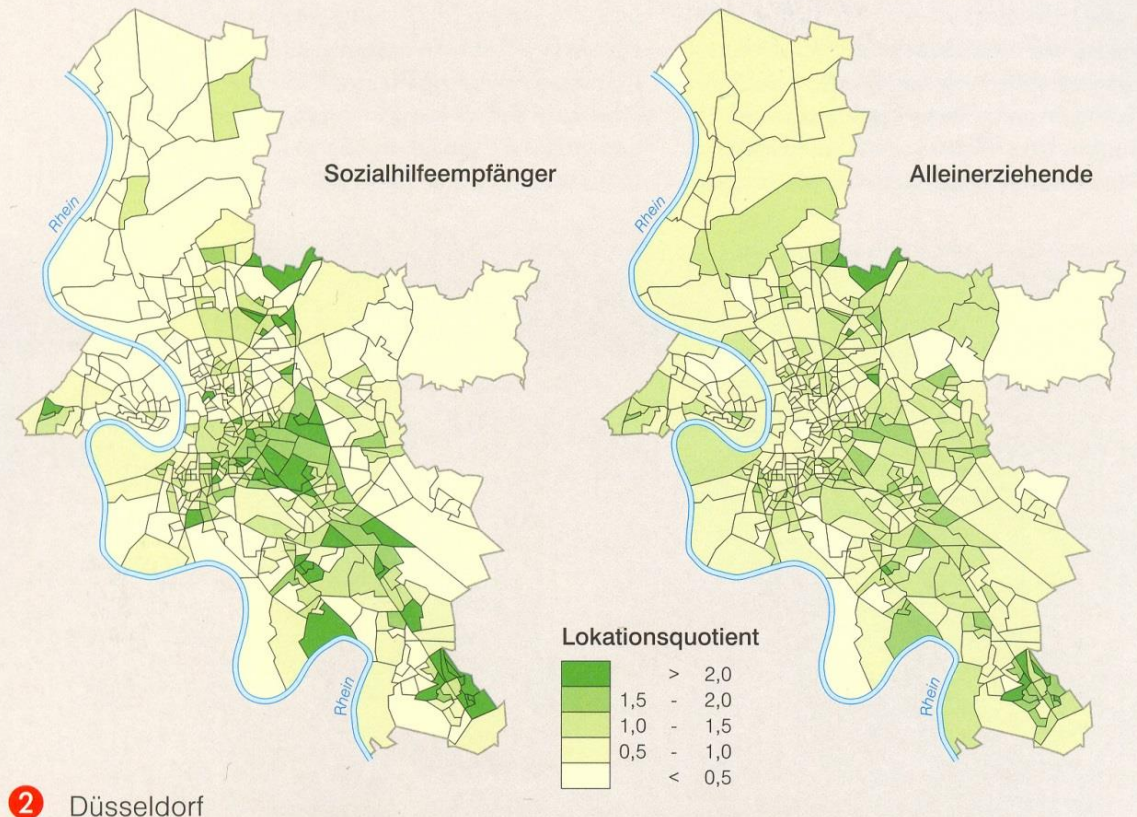 Sozialhilfeempfänger
Alleinerziehende
Rhein
Rhein
Rhein
Rhein
Lokationsquotient
> 2,0
1,5 - 2,0
1,0 - 1,5
0,5 - 1,0
< 0,5
2 Düsseldorf